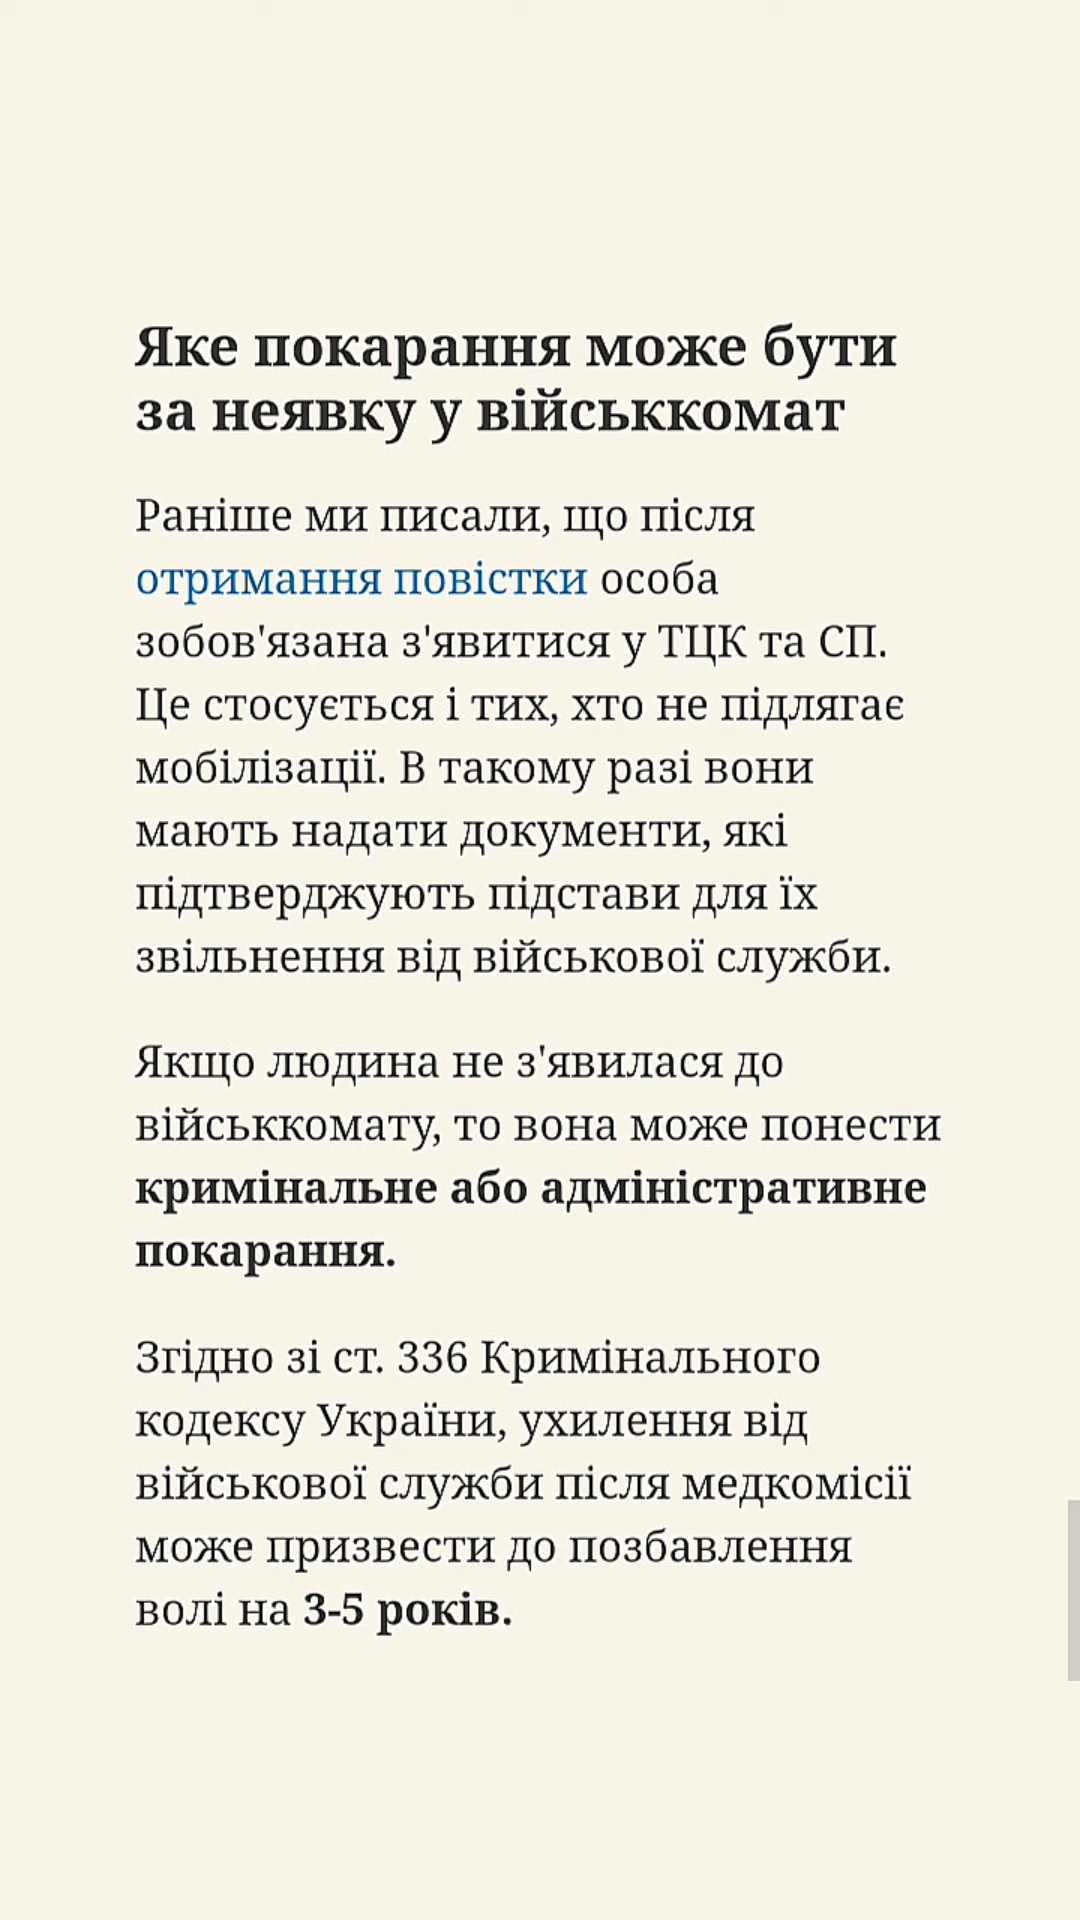 Яке покарання може бути
за неявку у військкомат
Раніше ми писали, що після
отримання повістки особа
зобов'язана з'явитися у ТЦК та СП.
Це стосується і тих, хто не підлягає
мобілізації. В такому разі вони
мають надати документи, які
підтверджують підстави для їх
звільнення від військової служби.
Якщо людина не з'явилася до
військкомату, то вона може понести
кримінальне або адміністративне
покарання.
Згідно зі ст. 336 Кримінального
кодексу України, ухилення від
військової служби після медкомісії
може призвести до позбавлення
волі на 3-5 років.